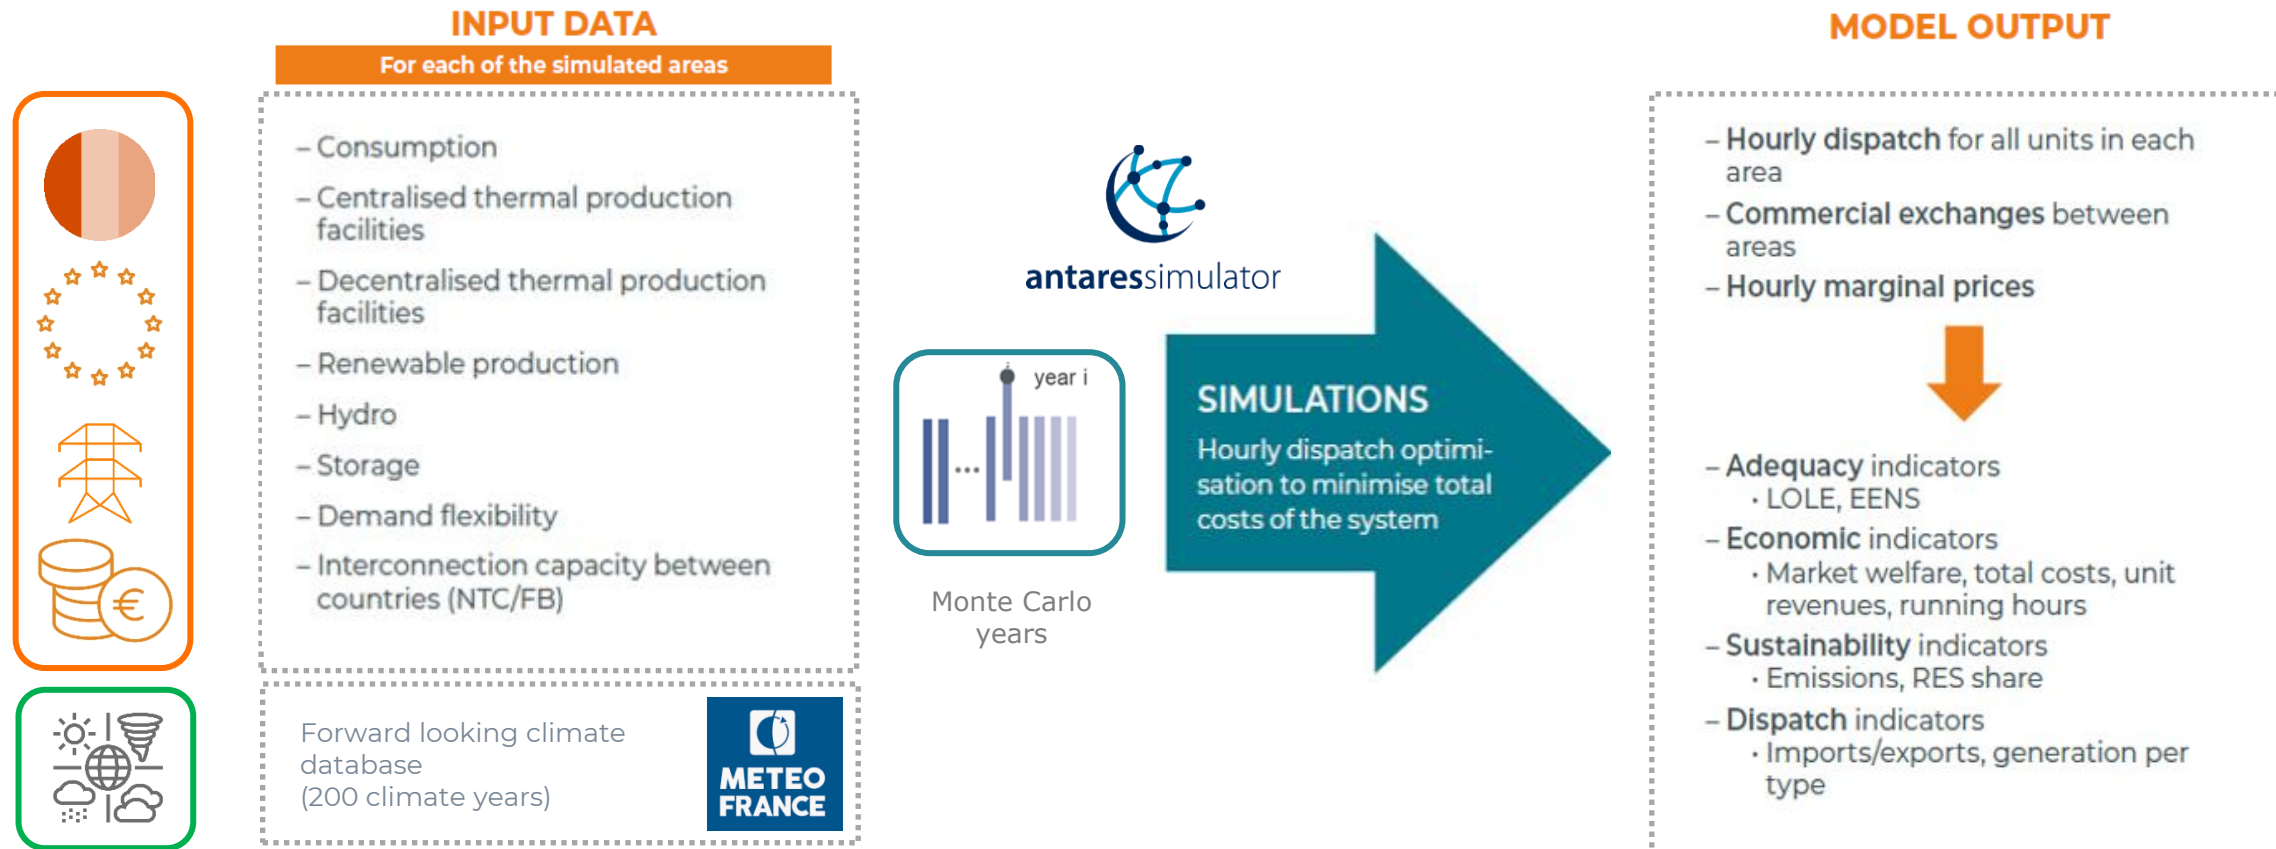 INPUT DATA
For each of the simulated areas
– Consumption
– Centralised thermal production
facilities
– Decentralised thermal production
facilities
– Renewable production
– Hydro
– Storage
– Demand flexibility
– Interconnection capacity between
countries (NTC/FB)
Forward looking climate
database
(200 climate years)
METEO
FRANCE
€
antaressimulator
year i
...
Monte Carlo
years
SIMULATIONS
Hourly dispatch optimi-
sation to minimise total
costs of the system
MODEL OUTPUT
– Hourly dispatch for all units in each
area
– Commercial exchanges between
areas
– Hourly marginal prices
– Adequacy indicators
· LOLE, EENS
– Economic indicators
· Market welfare, total costs, unit
revenues, running hours
– Sustainability indicators
· Emissions, RES share
– Dispatch indicators
· Imports/exports, generation per
type